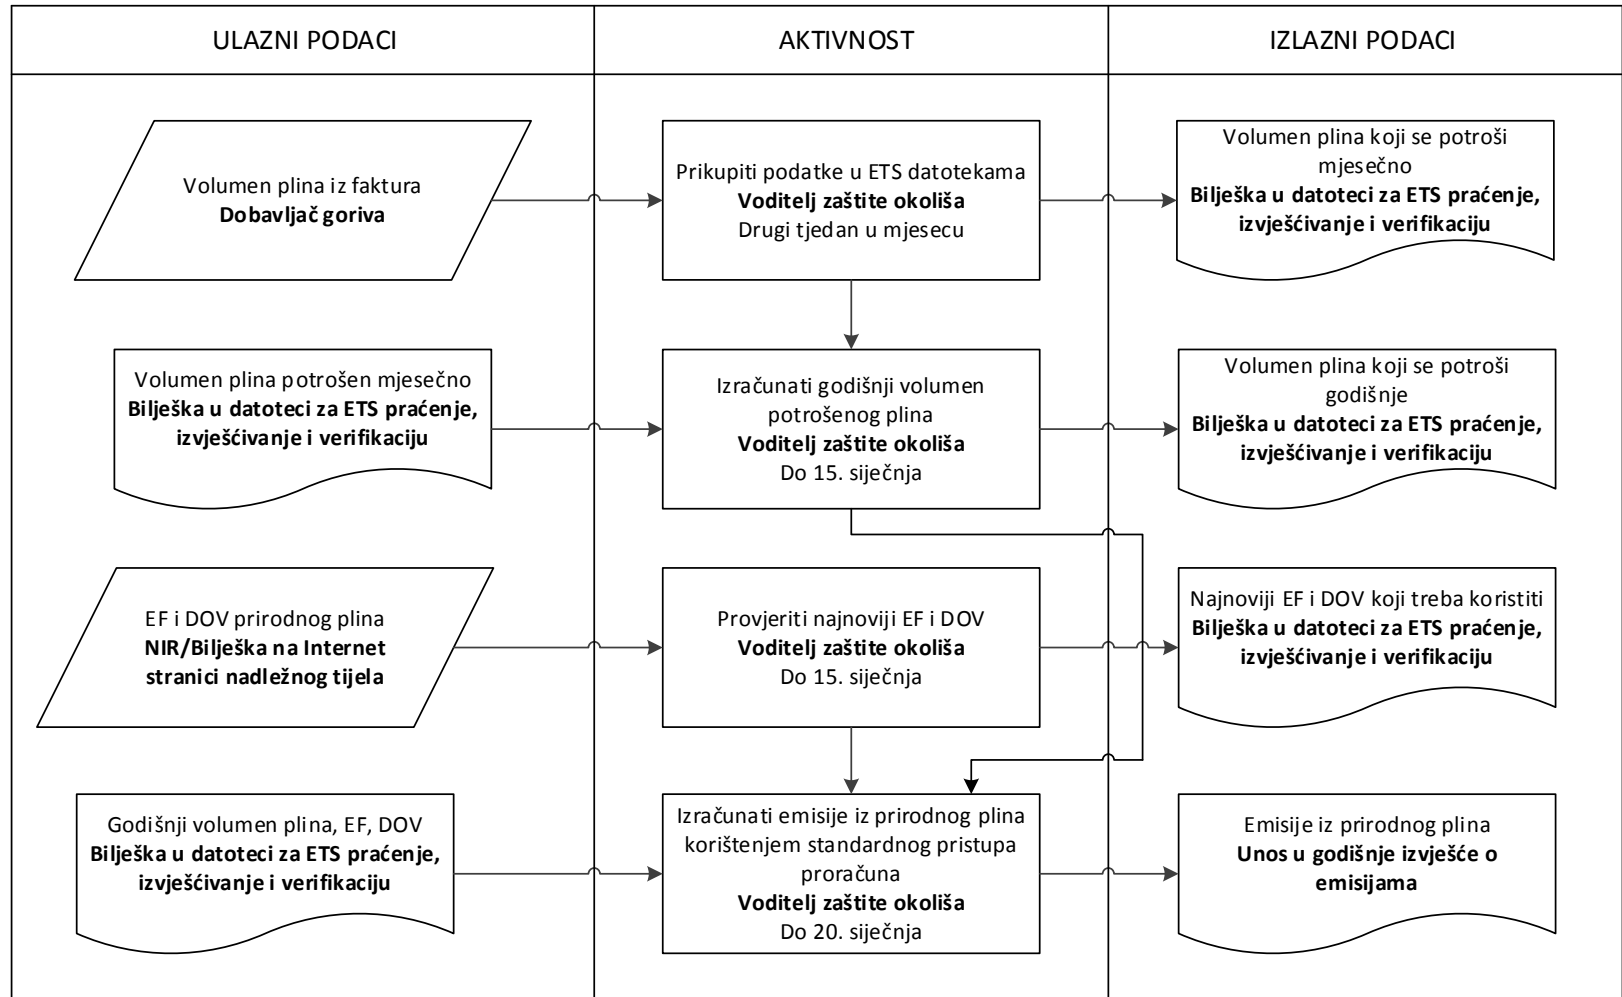 ULAZNI PODACI
AKTIVNOST
IZLAZNI PODACI
Volumen plina iz faktura
Dobavljač goriva
Prikupiti podatke u ETS datotekama
Voditelj zaštite okoliša
Drugi tjedan u mjesecu
Volumen plina koji se potroši
mjesečno
Bilješka u datoteci za ETS praćenje,
izvješćivanje i verifikaciju
Volumen plina potrošen mjesečno
Bilješka u datoteci za ETS praćenje,
izvješćivanje i verifikaciju
Izračunati godišnji volumen
potrošenog plina
Voditelj zaštite okoliša
Do 15. siječnja
Volumen plina koji se potroši
godišnje
Bilješka u datoteci za ETS praćenje,
izvješćivanje i verifikaciju
EF i DOV prirodnog plina
NIR/Bilješka na Internet
stranici nadležnog tijela
Provjeriti najnoviji EF i DOV
Voditelj zaštite okoliša
Do 15. siječnja
Najnoviji EF i DOV koji treba koristiti
Bilješka u datoteci za ETS praćenje,
izvješćivanje i verifikaciju
Godišnji volumen plina, EF, DOV
Bilješka u datoteci za ETS praćenje,
izvješćivanje i verifikaciju
Izračunati emisije iz prirodnog plina
korištenjem standardnog pristupa
proračuna
Voditelj zaštite okoliša
Do 20. siječnja
Emisije iz prirodnog plina
Unos u godišnje izvješće o
emisijama